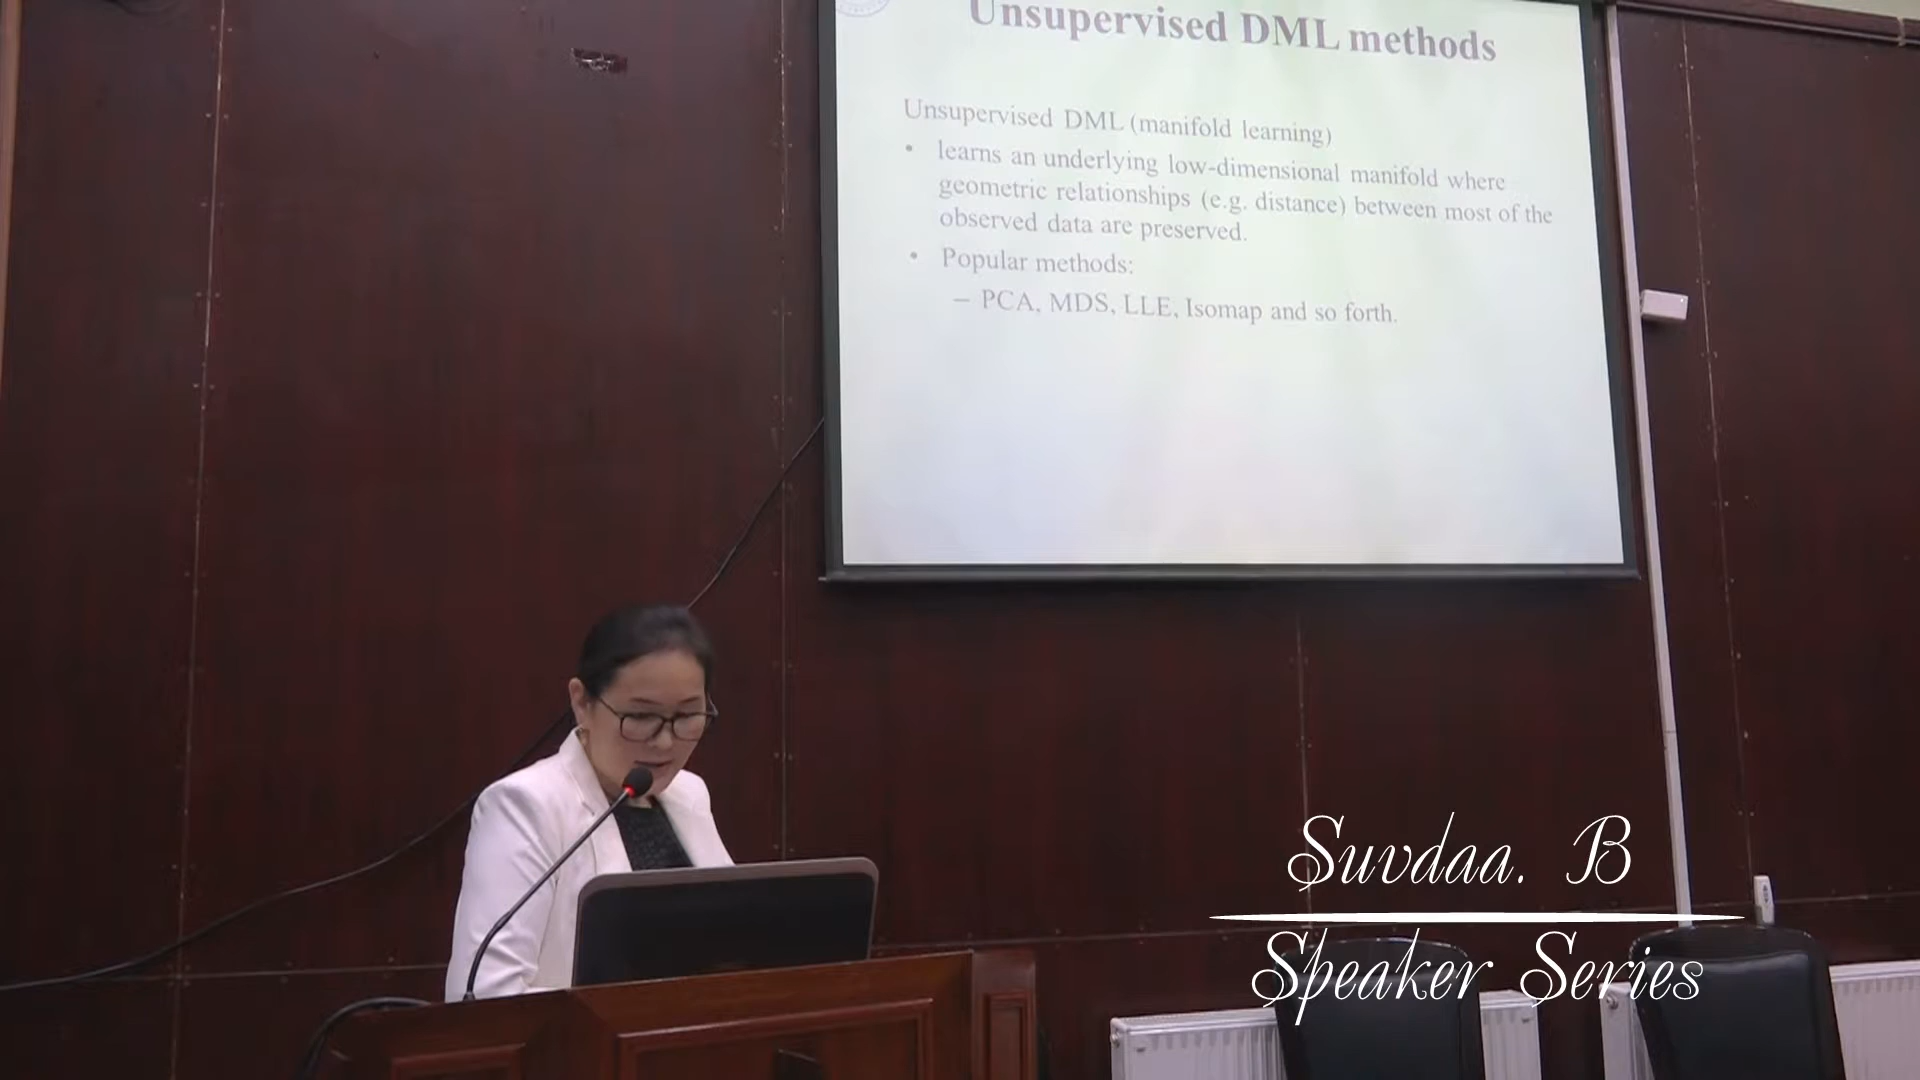 Unsupervised DML methods
Unsupervised DML (manifold learning)
• learns an underlying low-dimensional manifold where
geometric relationships (e.g. distance) between most of the
observed data are preserved.
• Popular methods:
– PCA, MDS, LLE, Isomap and so forth.
Suvdaa. B
Speaker Series